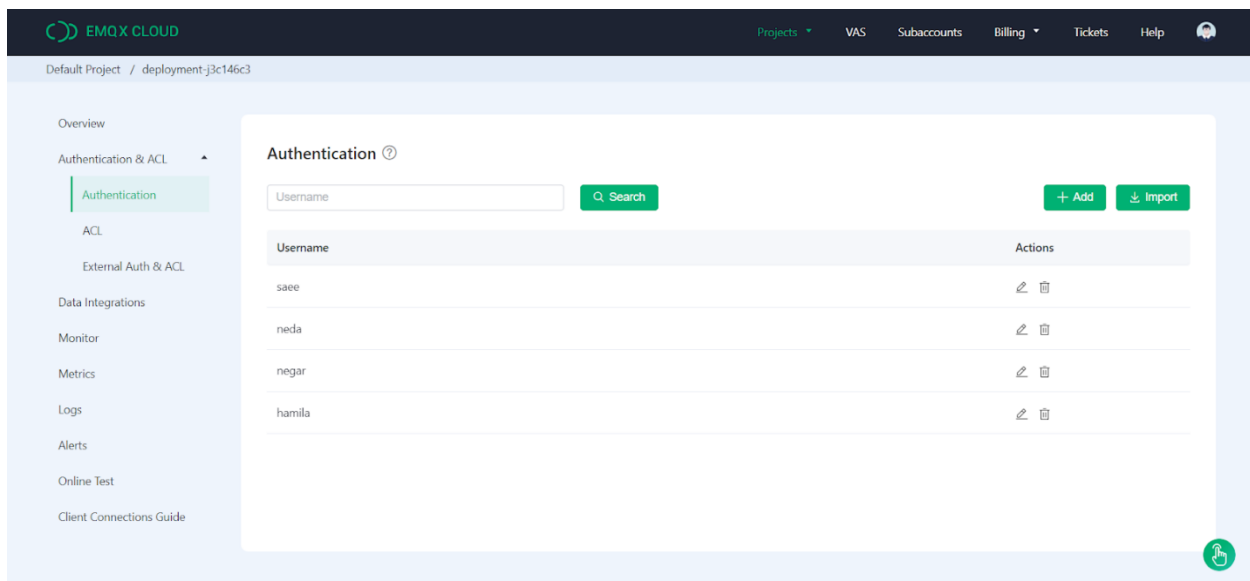 EMQX CLOUD
Projects VAS Subaccounts Billing Tickets Help
Default Project / deployment-j3c146c3
Overview
Authentication & ACL
Authentication
ACL
External Auth & ACL
Data Integrations
Monitor
Metrics
Logs
Alerts
Online Test
Client Connections Guide
Authentication ?
Username Search + Add Import
Username Actions
saee
neda
negar
hamila